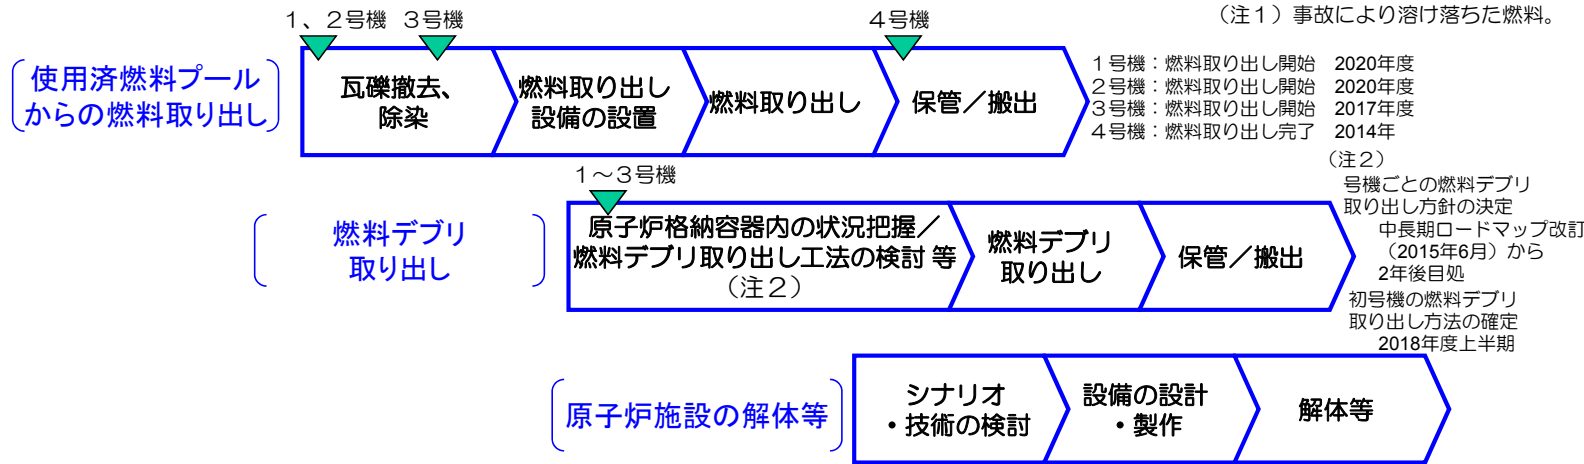 （注１）事故により溶け落ちた燃料。
１、２号機
３号機
４号機
使用済燃料プール
からの燃料取り出し
瓦礫撤去、
除染
燃料取り出し
設備の設置
燃料取り出し
保管／搬出
１号機：燃料取り出し開始　2020年度
２号機：燃料取り出し開始　2020年度
３号機：燃料取り出し開始　2017年度
４号機：燃料取り出し完了　2014年
１～３号機
燃料デブリ
取り出し
原子炉格納容器内の状況把握／
燃料デブリ取り出し工法の検討 等
（注２）
燃料デブリ
取り出し
保管／搬出
（注２）
号機ごとの燃料デブリ
取り出し方針の決定
中長期ロードマップ改訂
（2015年6月）から
2年後目処
初号機の燃料デブリ
取り出し方法の確定
2018年度上半期
原子炉施設の解体等
シナリオ
・技術の検討
設備の設計
・製作
解体等